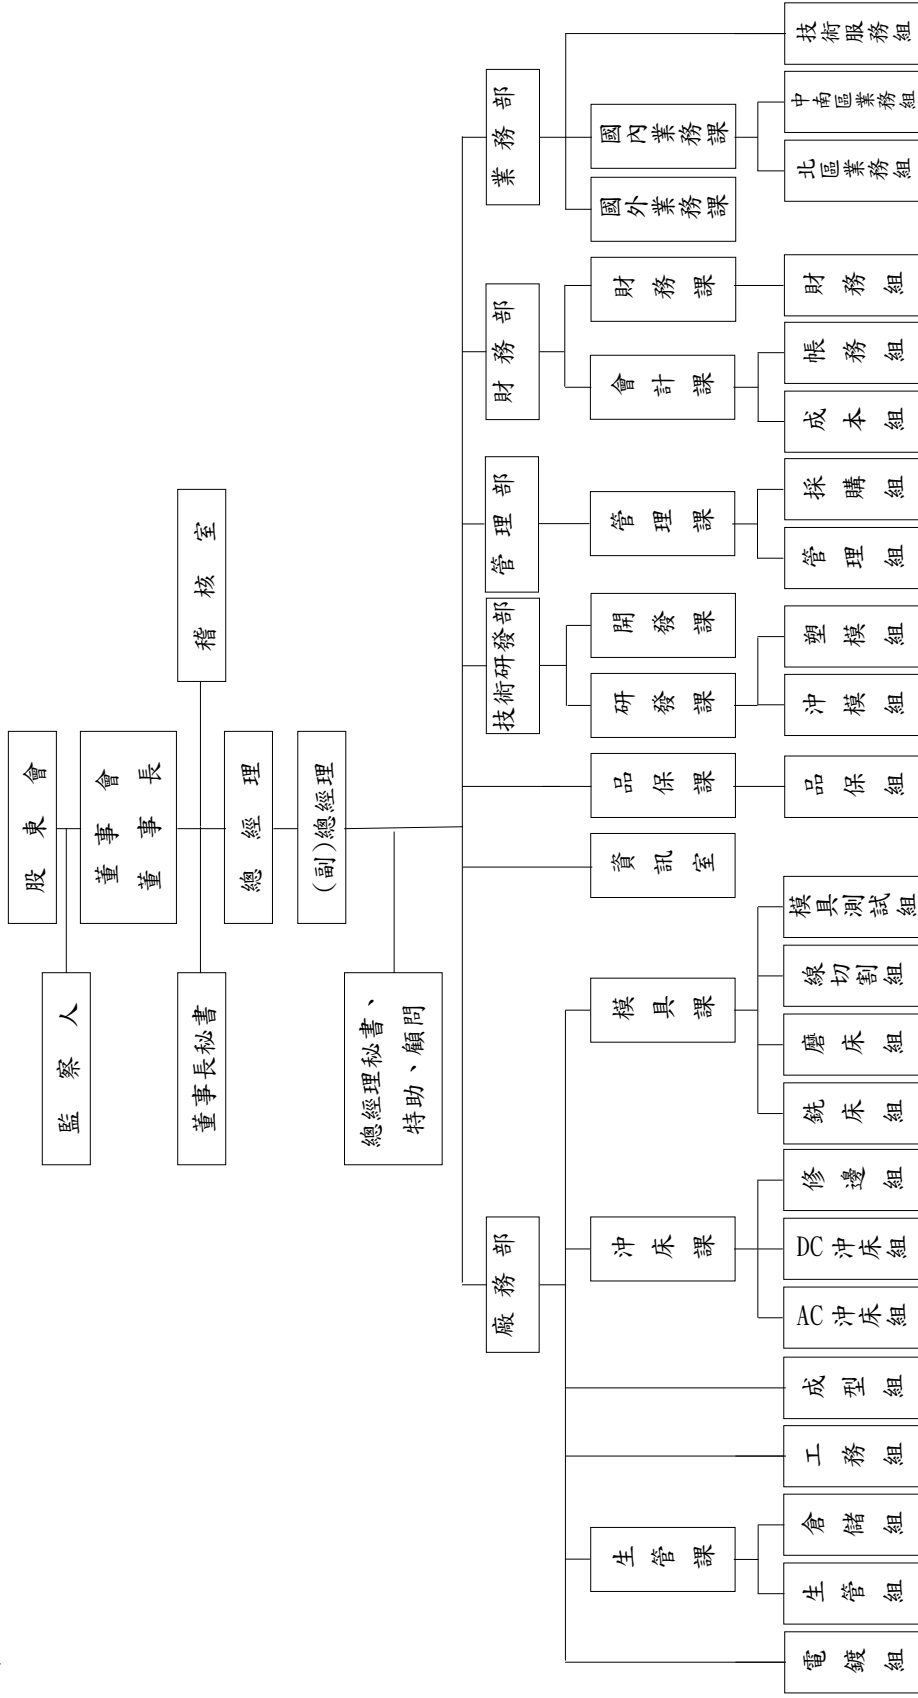 股東會
監察人
董事會
董事長
稽核室
董事長秘書
總經理
(副)總經理
總經理秘書、
特助、顧問
廠務部
技術研發部
管理部
財務部
業務部
生管課
沖床課
模具課
資訊室
品保課
研發課
開發課
管理課
會計課
財務課
國外業務課
國內業務課
電鍍組
生管組
倉儲組
工務組
成型組
AC沖床組
DC沖床組
修邊組
銑床組
磨床組
線切割組
模具測試組
品保組
沖模組
塑模組
管理組
採購組
成本組
帳務組
財務組
北區業務組
中南區業務組
技術服務組